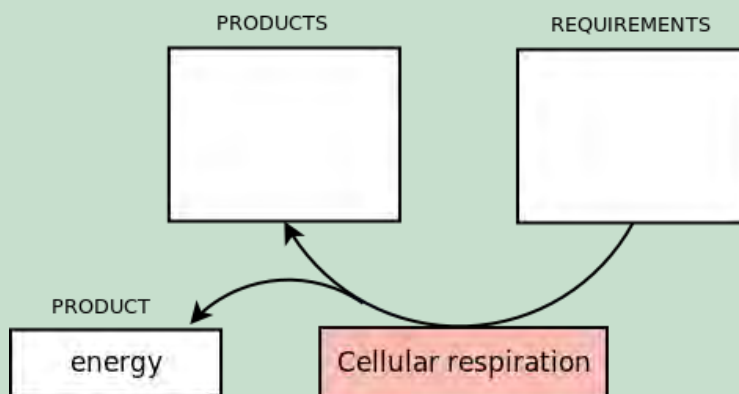 PRODUCTS
REQUIREMENTS
PRODUCT
energy
Cellular respiration